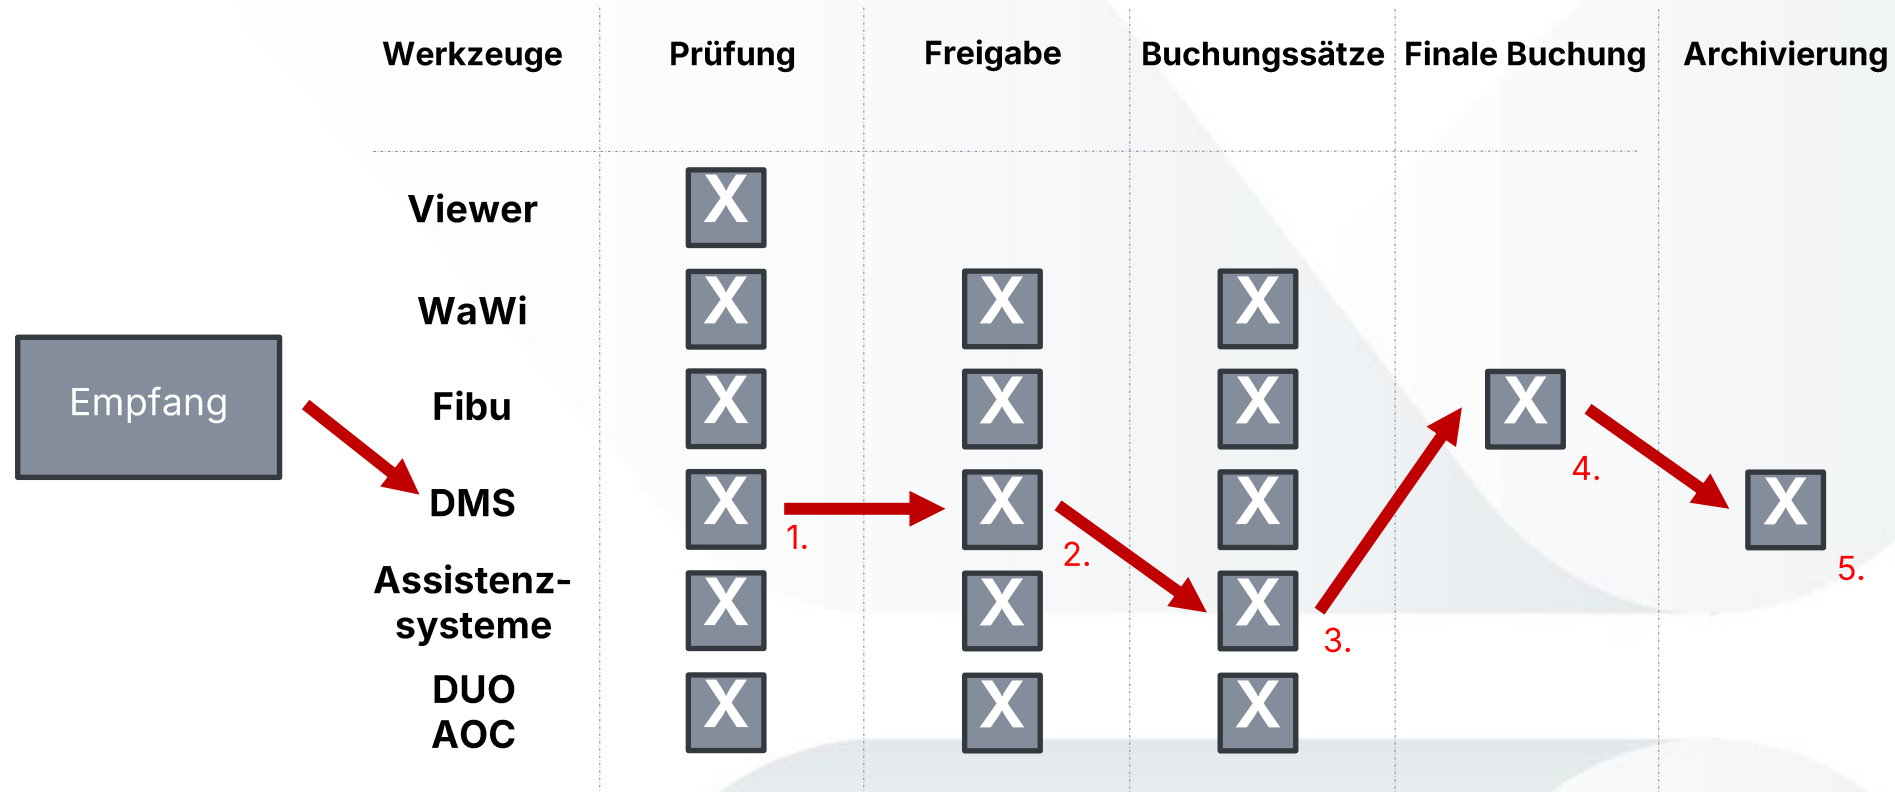 Werkzeuge Prüfung Freigabe Buchungssätze Finale Buchung Archivierung
Viewer X
WaWi X X X
Empfang
Fibu X X X X
4.
DMS X X X X
1.
2.
5.
Assistenz-
systeme X X X
3.
DUO
AOC X X X